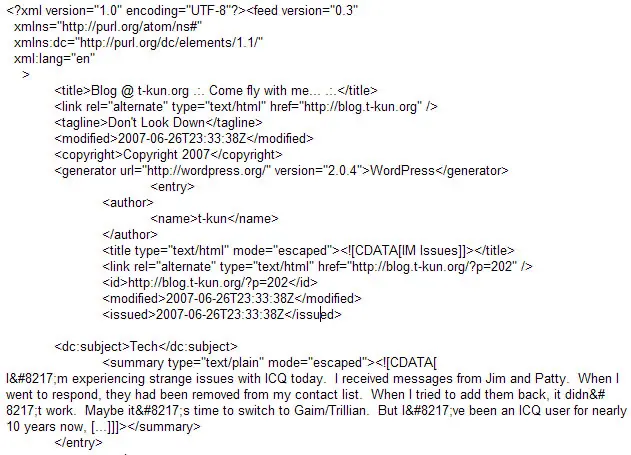 <?xml version="1.0" encoding="UTF-8"?><feed version="0.3"
xmlns="http://purl.org/atom/ns#"
xmlns:dc="http://purl.org/dc/elements/1.1/"
xml:lang="en"
>
<title>Blog @ t-kun.org .:. Come fly with me... .:.</title>
<link rel="alternate" type="text/html" href="http://blog.t-kun.org" />
<tagline>Don't Look Down</tagline>
<modified>2007-06-26T23:33:38Z</modified>
<copyright>Copyright 2007</copyright>
<generator url="http://wordpress.org/" version="2.0.4">WordPress</generator>
<entry>
<author>
<name>t-kun</name>
</author>
<title type="text/html" mode="escaped"><![CDATA[IM Issues]]></title>
<link rel="alternate" type="text/html" href="http://blog.t-kun.org/?p=202" />
<id>http://blog.t-kun.org/?p=202</id>
<modified>2007-06-26T23:33:38Z</modified>
<issued>2007-06-26T23:33:38Z</issued>
<dc:subject>Tech</dc:subject>
<summary type="text/plain" mode="escaped"><![CDATA[
I&#8217;m experiencing strange issues with ICQ today.  I received messages from Jim and Patty.  When I
went to respond, they had been removed from my contact list.  When I tried to add them back, it didn&#
8217;t work.  Maybe it&#8217;s time to switch to Gaim/Trillian.  But I&#8217;ve been an ICQ user for nearly
10 years now, [...]]]></summary>
</entry>